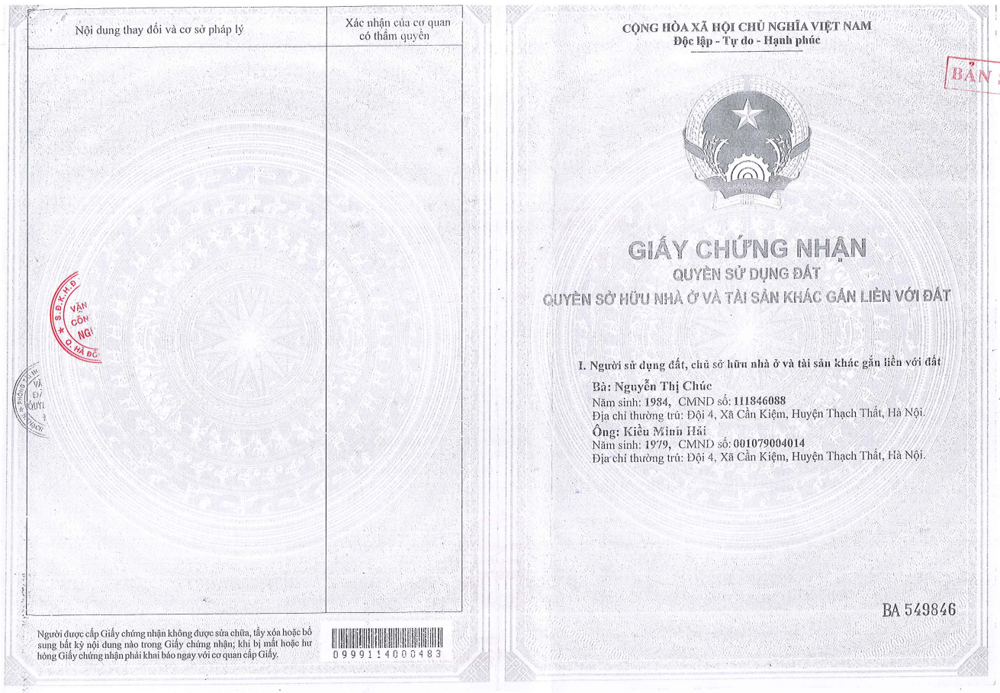 Nội dung thay đổi và cơ sở pháp lý
Xác nhận của cơ quan
có thẩm quyền
★ S.Đ.K.H.Đ
VĂN
CÔN
Q. HÀ ĐÔ
Người được cấp Giấy chứng nhận không được sửa chữa, tẩy xóa hoặc bổ
sung bất kỳ nội dung nào trong Giấy chứng nhận; khi bị mất hoặc hư
hỏng Giấy chứng nhận phải khai báo ngay với cơ quan cấp Giấy.
0999114000483
CỘNG HÒA XÃ HỘI CHỦ NGHĨA VIỆT NAM
Độc lập - Tự do - Hạnh phúc
BẢN
GIẤY CHỨNG NHẬN
QUYỀN SỬ DỤNG ĐẤT
QUYỀN SỞ HỮU NHÀ Ở VÀ TÀI SẢN KHÁC GẮN LIỀN VỚI ĐẤT
I. Người sử dụng đất, chủ sở hữu nhà ở và tài sản khác gắn liền với đất
Bà: Nguyễn Thị Chúc
Năm sinh: 1984, CMND số: 111846088
Địa chỉ thường trú: Đội 4, Xã Cần Kiệm, Huyện Thạch Thất, Hà Nội.
Ông: Kiều Minh Hải
Năm sinh: 1979, CMND số: 001079004014
Địa chỉ thường trú: Đội 4, Xã Cần Kiệm, Huyện Thạch Thất, Hà Nội.
BA 549846